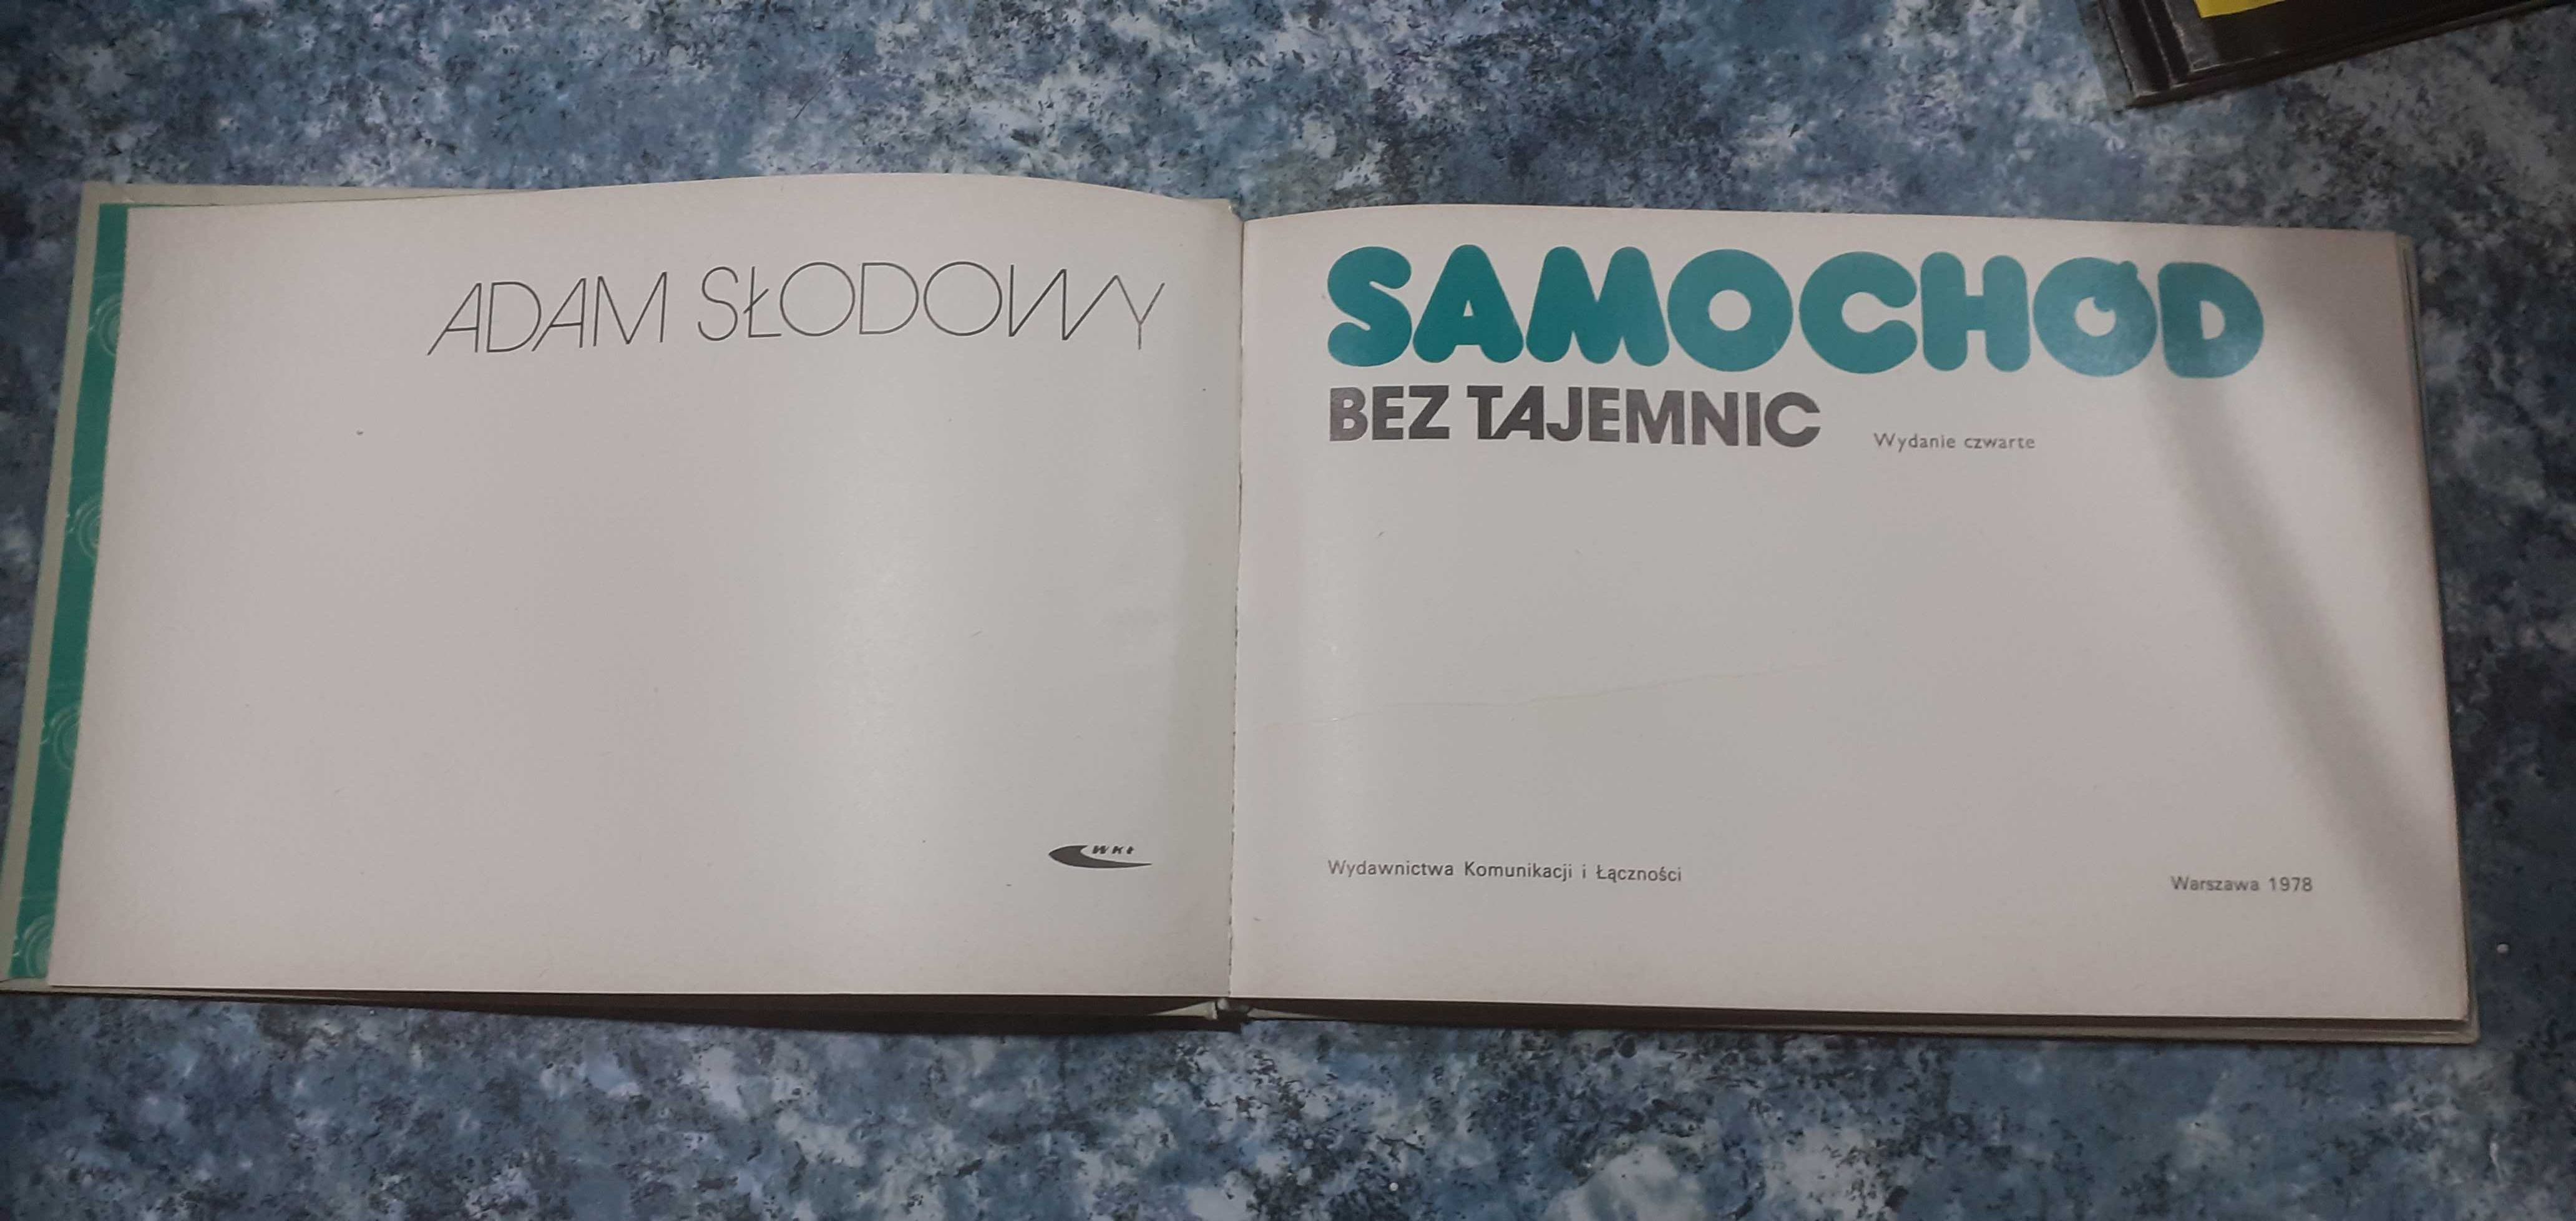 ADAM SŁODOWY
WKŁ
SAMOCHÓD
BEZ TAJEMNIC
Wydanie czwarte
Wydawnictwa Komunikacji i Łączności
Warszawa 1978